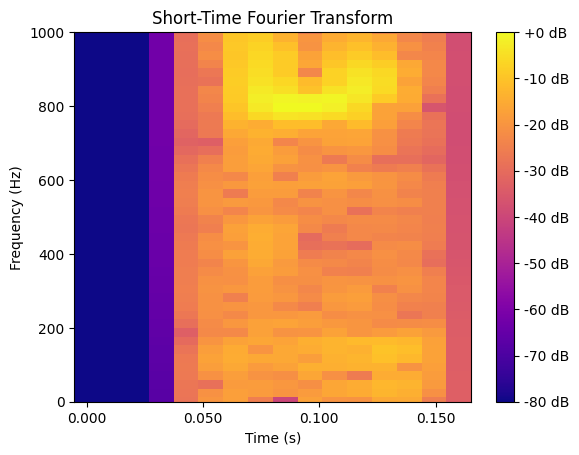 Short-Time Fourier Transform
1000
800
600
400
200
0
Frequency (Hz)
0.000
0.050
0.100
0.150
Time (s)
+0 dB
-10 dB
-20 dB
-30 dB
-40 dB
-50 dB
-60 dB
-70 dB
-80 dB